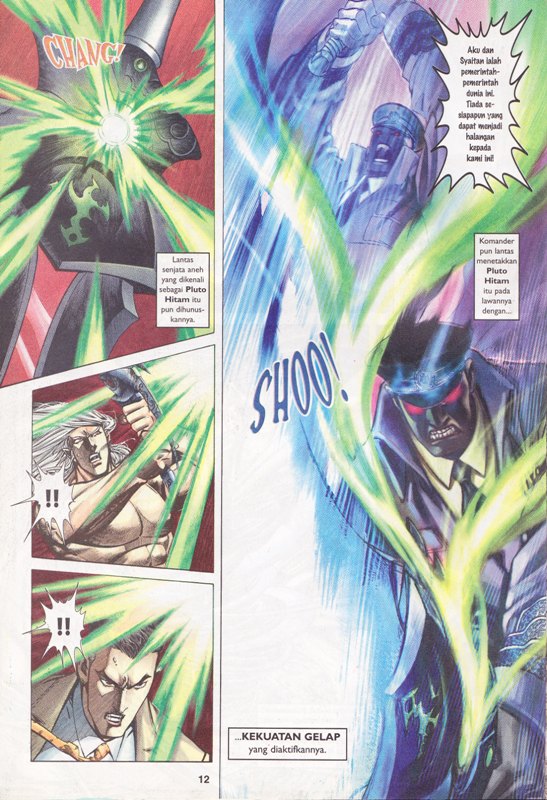 CHANG!
Lantas
senjata aneh
yang dikenali
sebagai Pluto
Hitam itu
pun dihunus-
kannya.
!!
!!
12
Aku dan
Syaitan ialah
pemerintah-
pemerintah
dunia ini.
Tiada se-
siapapun yang
dapat menjadi
halangan
kepada
kami ini!
Komander
pun lantas
menetakkan
Pluto
Hitam
itu pada
lawannya
dengan...
SHOO!
...KEKUATAN GELAP
yang diaktifkannya.